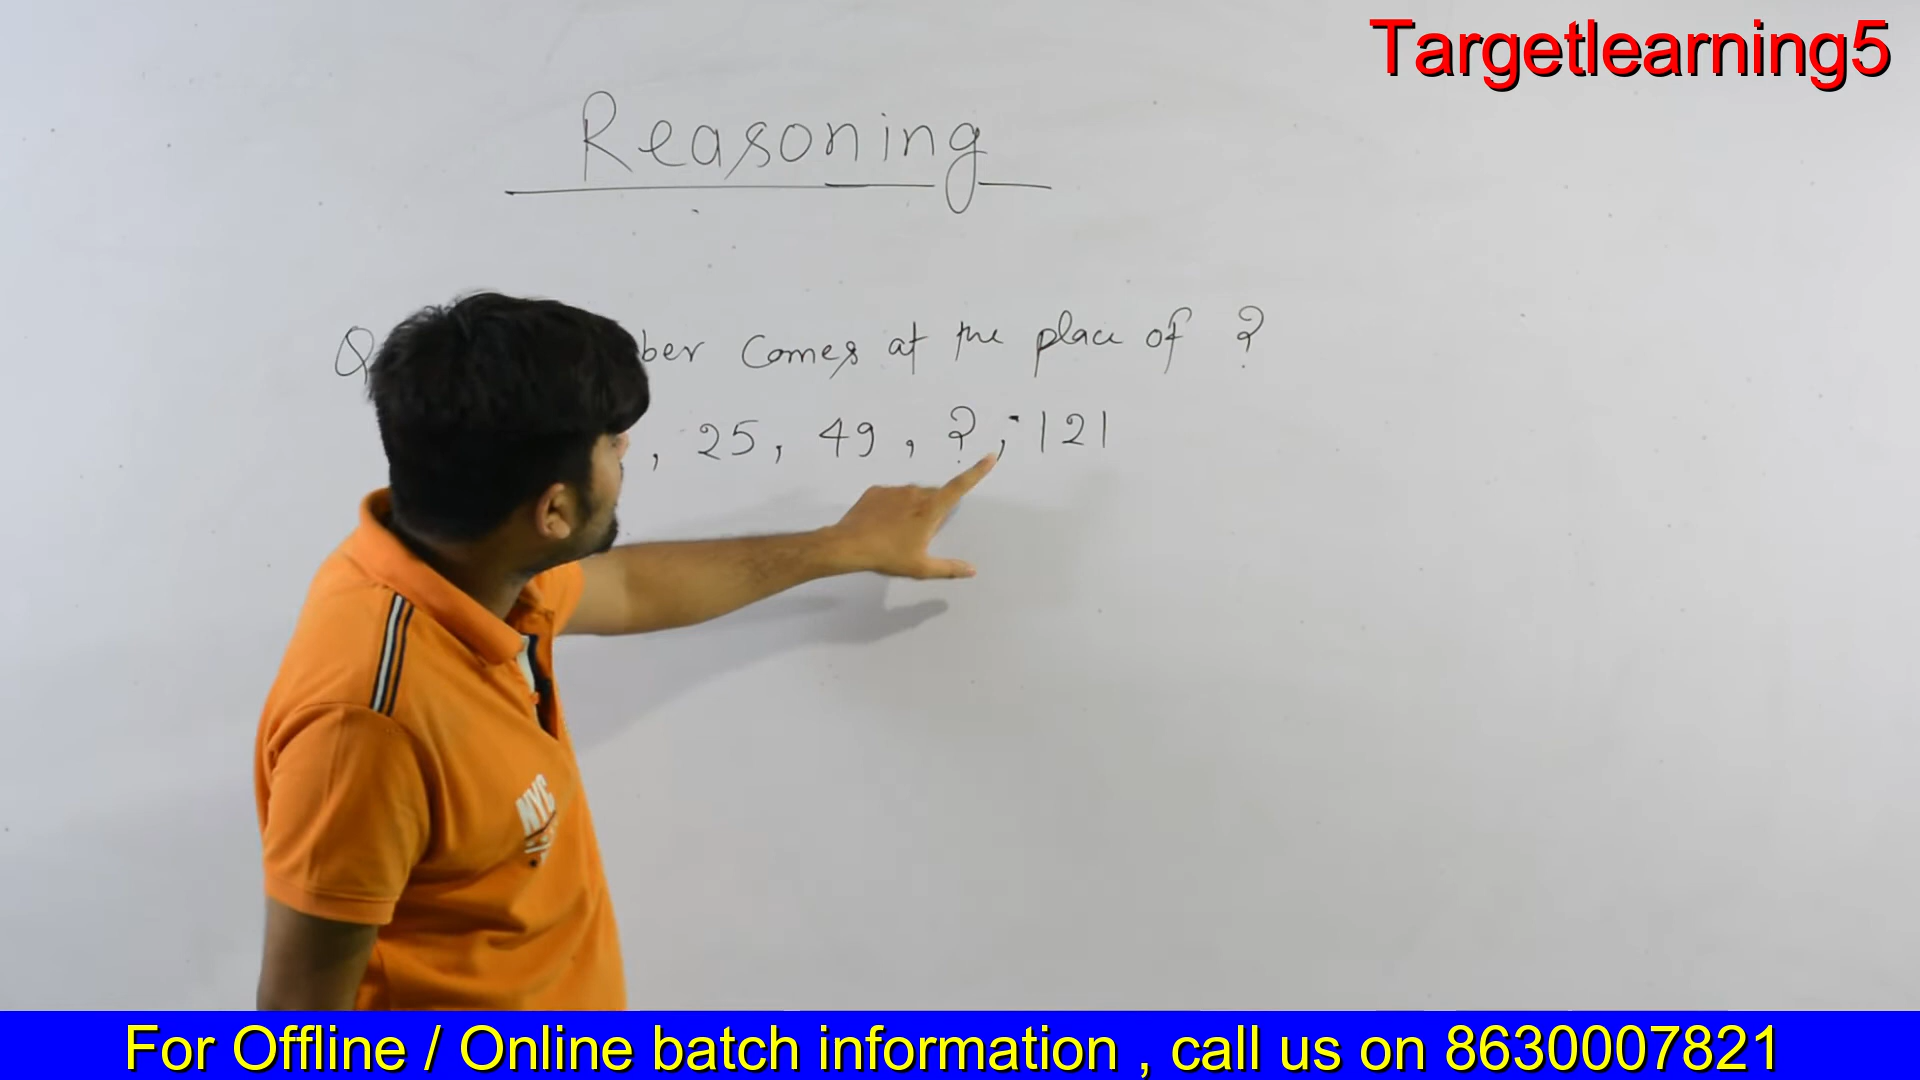 Targetlearning5
Reasoning
comes at the place of ?
, 25, 49, ?, 121
NYC
For Offline / Online batch information , call us on 8630007821